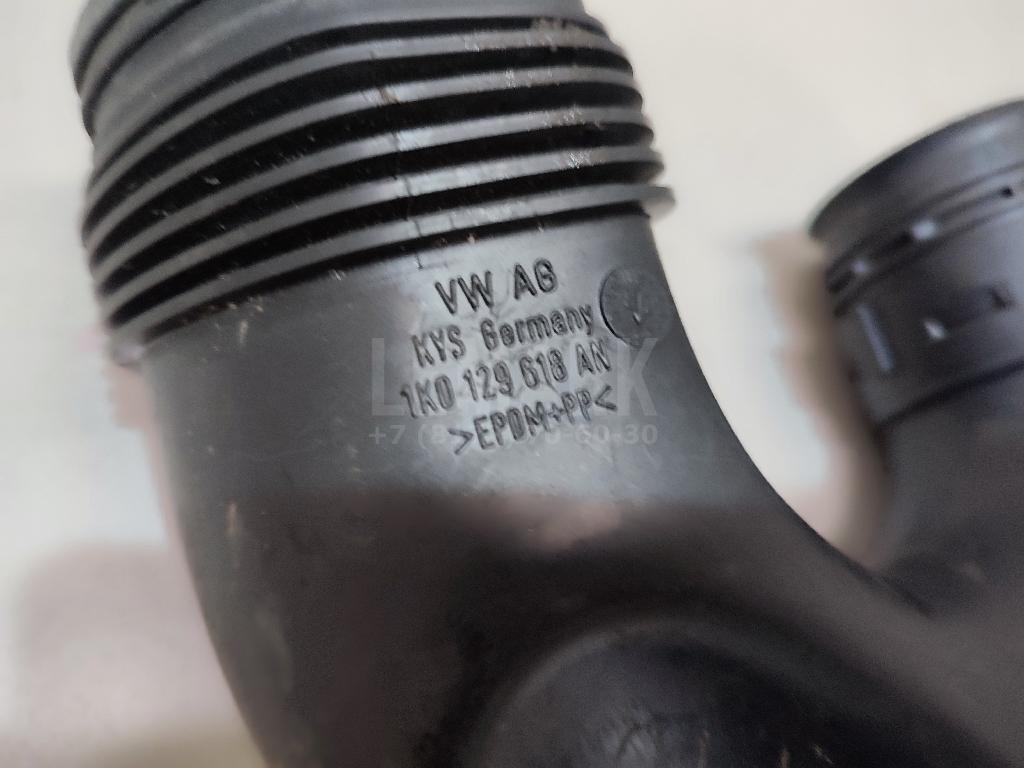 VW AG
KYS Germany
1K0 129 618 AN
>EPDM+PP<